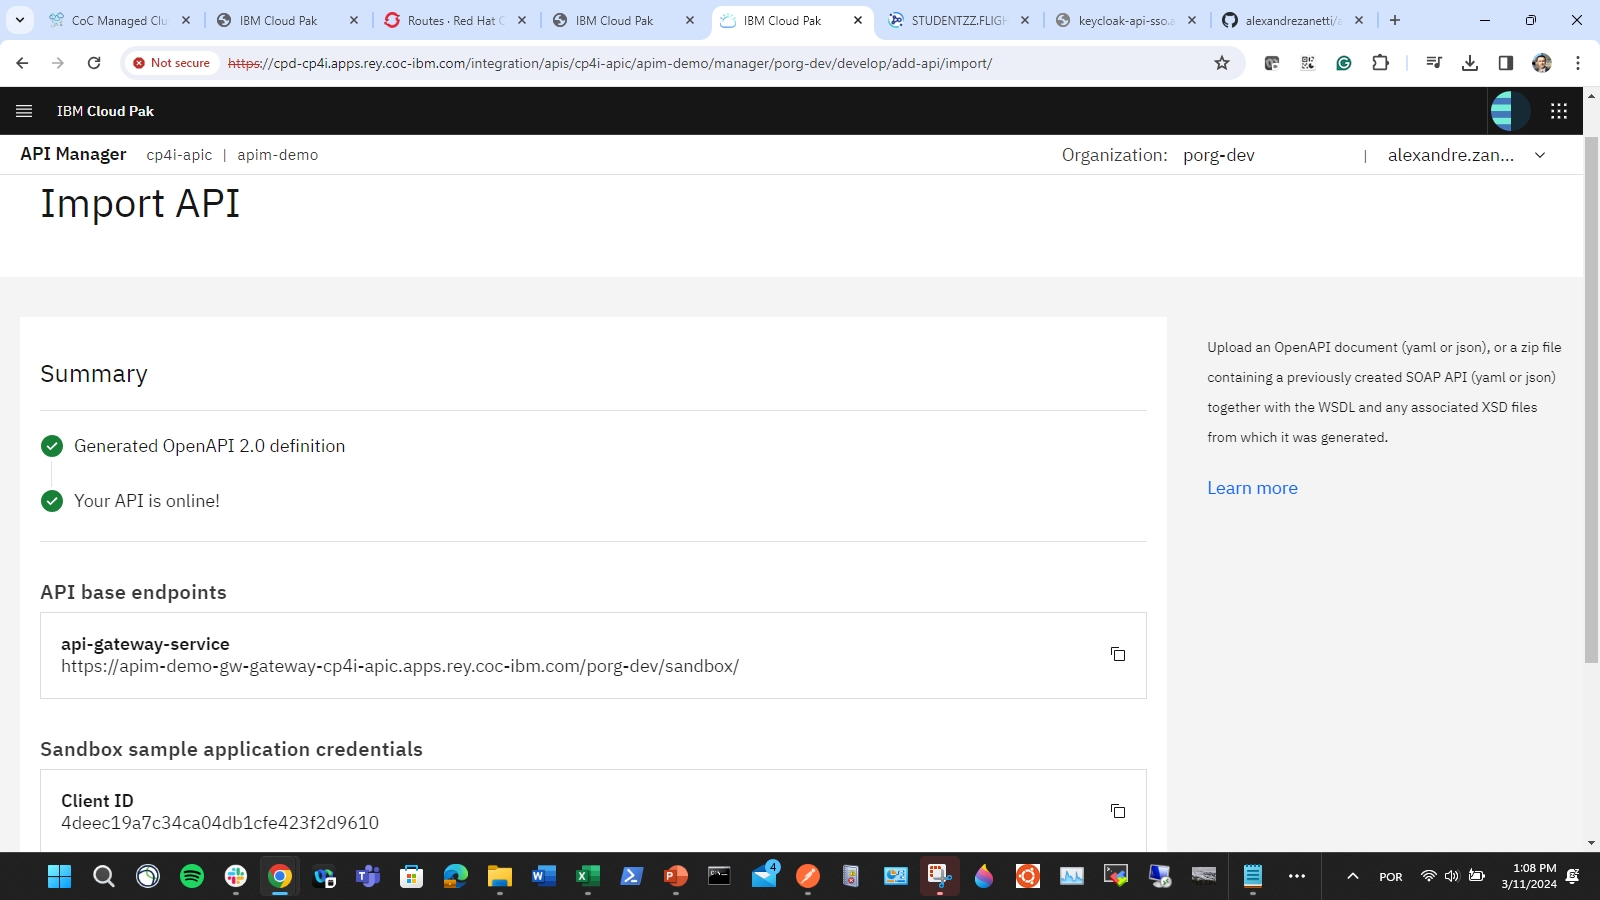 CoC Managed Clu
IBM Cloud Pak
Routes · Red Hat C
IBM Cloud Pak
IBM Cloud Pak
STUDENTZZ.FLIGH
keycloak-api-sso.a
alexandrezanetti/a
Not secure
https://cpd-cp4i.apps.rey.coc-ibm.com/integration/apis/cp4i-apic/apim-demo/manager/porg-dev/develop/add-api/import/
IBM Cloud Pak
API Manager cp4i-apic | apim-demo
Organization: porg-dev | alexandre.zan...
Import API
Summary
Generated OpenAPI 2.0 definition
Your API is online!
API base endpoints
api-gateway-service
https://apim-demo-gw-gateway-cp4i-apic.apps.rey.coc-ibm.com/porg-dev/sandbox/
Sandbox sample application credentials
Client ID
4deec19a7c34ca04db1cfe423f2d9610
Upload an OpenAPI document (yaml or json), or a zip file
containing a previously created SOAP API (yaml or json)
together with the WSDL and any associated XSD files
from which it was generated.
Learn more
4
POR
1:08 PM
3/11/2024